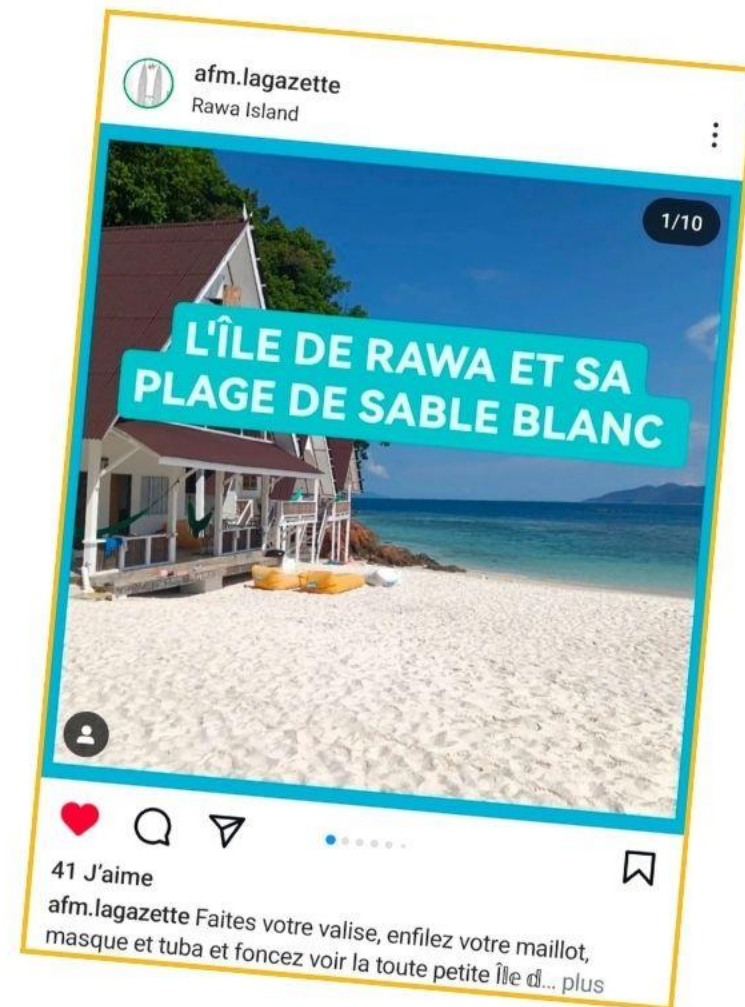 afm.lagazette
Rawa Island
1/10
L'ÎLE DE RAWA ET SA
PLAGE DE SABLE BLANC
41 J'aime
afm.lagazette Faites votre valise, enfilez votre maillot,
masque et tuba et foncez voir la toute petite Île d... plus